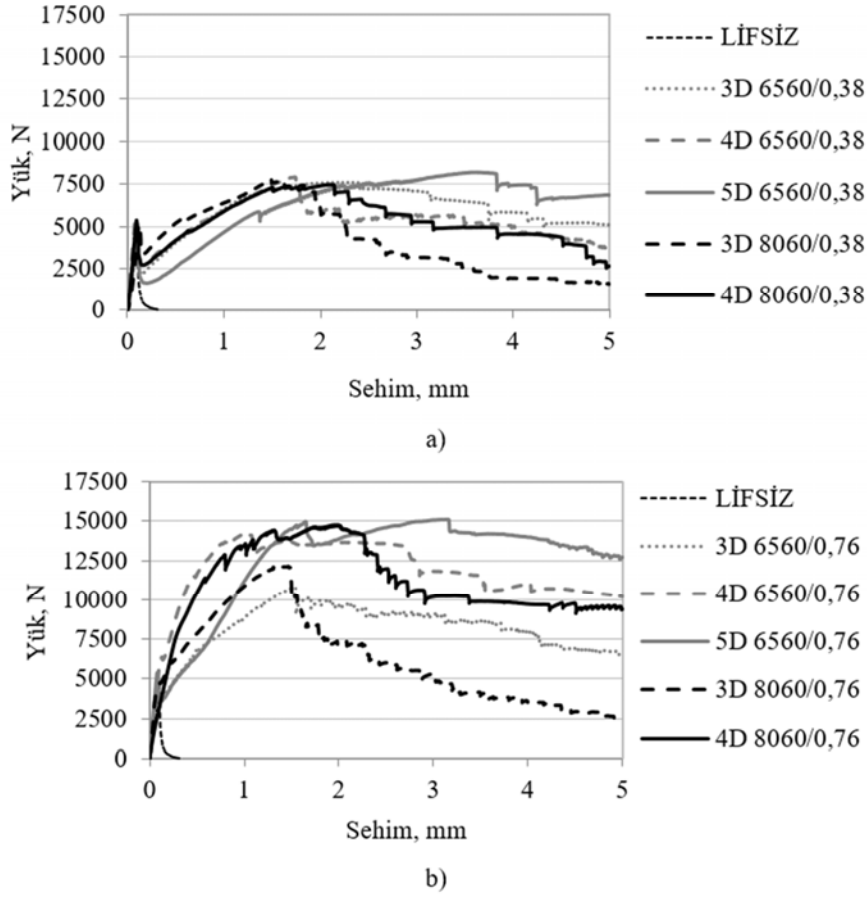 17500
15000
12500
10000
7500
5000
2500
0
Yük, N
0 1 2 3 4 5
Sehim, mm
LİFSİZ
3D 6560/0,38
4D 6560/0,38
5D 6560/0,38
3D 8060/0,38
4D 8060/0,38
a)
17500
15000
12500
10000
7500
5000
2500
0
Yük, N
0 1 2 3 4 5
Sehim, mm
LİFSİZ
3D 6560/0,76
4D 6560/0,76
5D 6560/0,76
3D 8060/0,76
4D 8060/0,76
b)